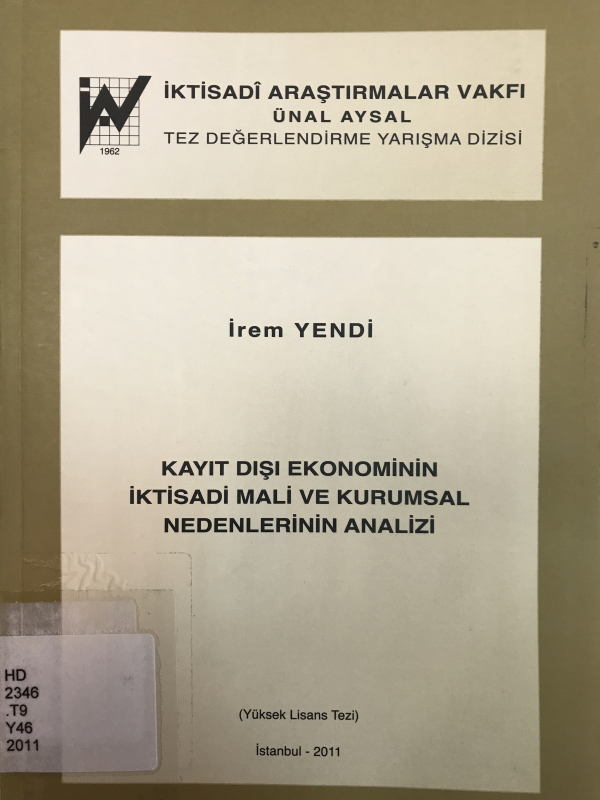 İKTİSADÎ ARAŞTIRMALAR VAKFI
ÜNAL AYSAL
TEZ DEĞERLENDİRME YARIŞMA DİZİSİ
1962
İrem YENDİ
KAYIT DIŞI EKONOMİNİN
İKTİSADİ MALİ VE KURUMSAL
NEDENLERİNİN ANALİZİ
(Yüksek Lisans Tezi)
İstanbul - 2011
HD
2346
.T9
Y46
2011